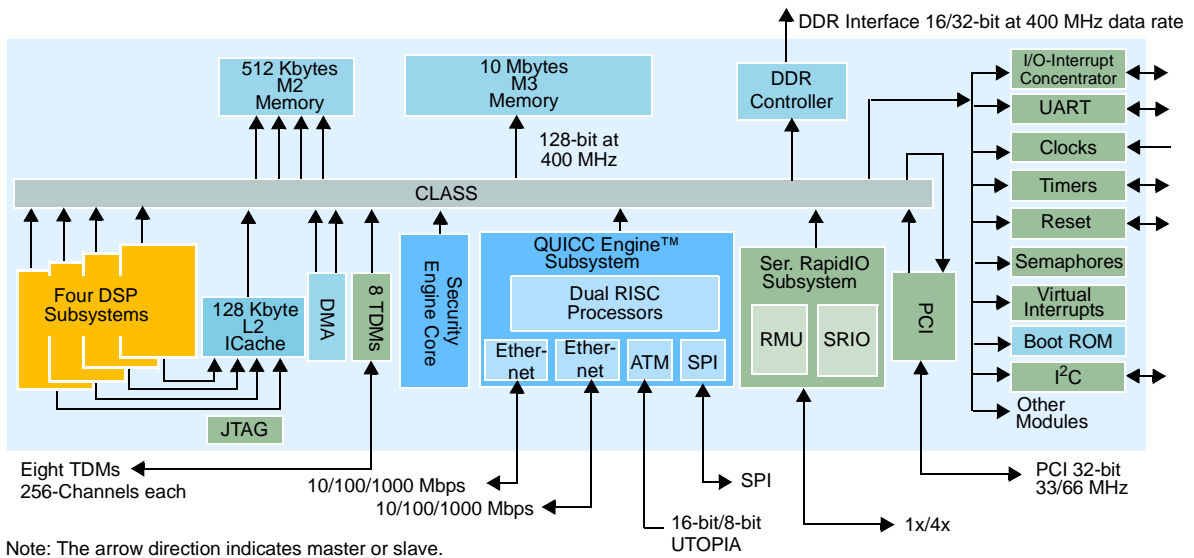 DDR Interface 16/32-bit at 400 MHz data rate
512 Kbytes
M2
Memory
10 Mbytes
M3
Memory
DDR
Controller
I/O-Interrupt
Concentrator
UART
Clocks
Timers
Reset
Semaphores
Virtual
Interrupts
Boot ROM
I²C
Other
Modules
128-bit at
400 MHz
CLASS
Four DSP
Subsystems
128 Kbyte
L2
ICache
DMA
8 TDMs
Security
Engine Core
QUICC Engine™
Subsystem
Dual RISC
Processors
Ether-
net
Ether-
net
ATM
SPI
Ser. RapidIO
Subsystem
RMU
SRIO
PCI
JTAG
Eight TDMs
256-Channels each
10/100/1000 Mbps
10/100/1000 Mbps
SPI
16-bit/8-bit
UTOPIA
1x/4x
PCI 32-bit
33/66 MHz
Note: The arrow direction indicates master or slave.